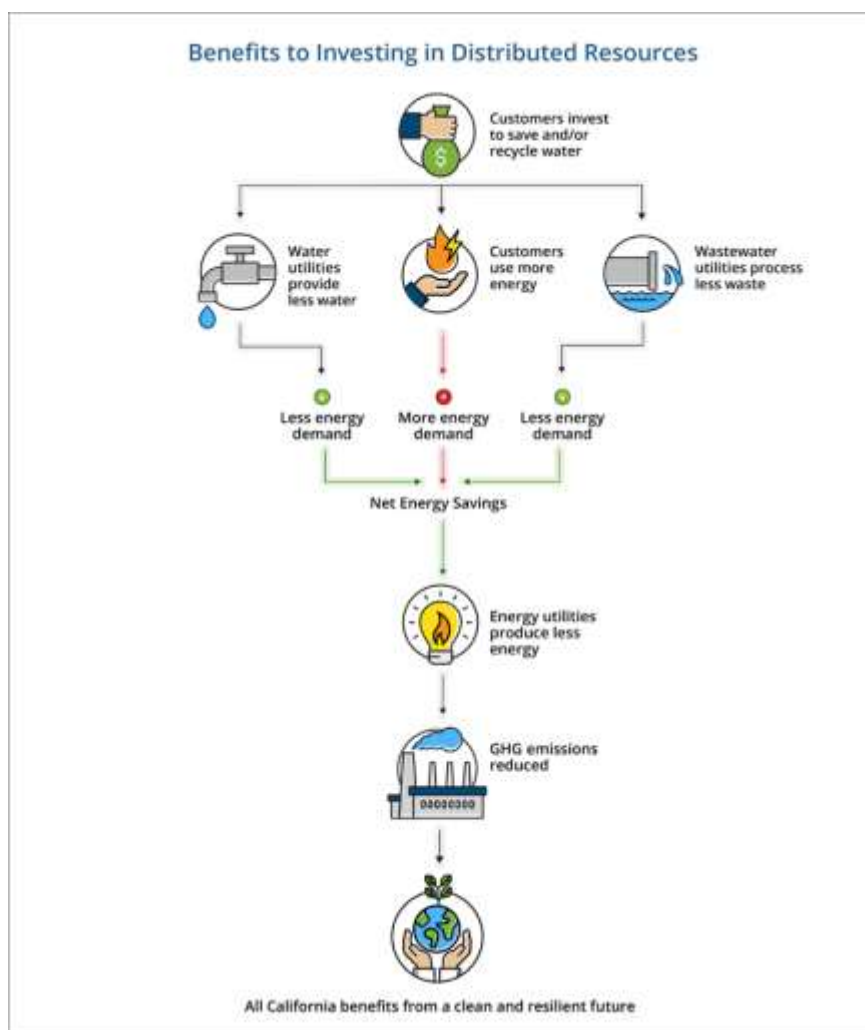 Benefits to Investing in Distributed Resources
Customers invest
to save and/or
recycle water
Water
utilities
provide
less water
Customers
use more
energy
Wastewater
utilities process
less waste
Less energy
demand
More energy
demand
Less energy
demand
Net Energy Savings
Energy utilities
produce less
energy
GHG emissions
reduced
All California benefits from a clean and resilient future